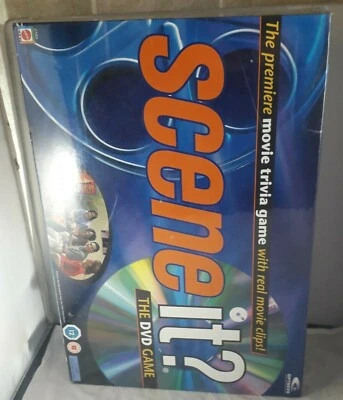 The premiere movie trivia game with real movie clips!
scene it?
THE DVD GAME